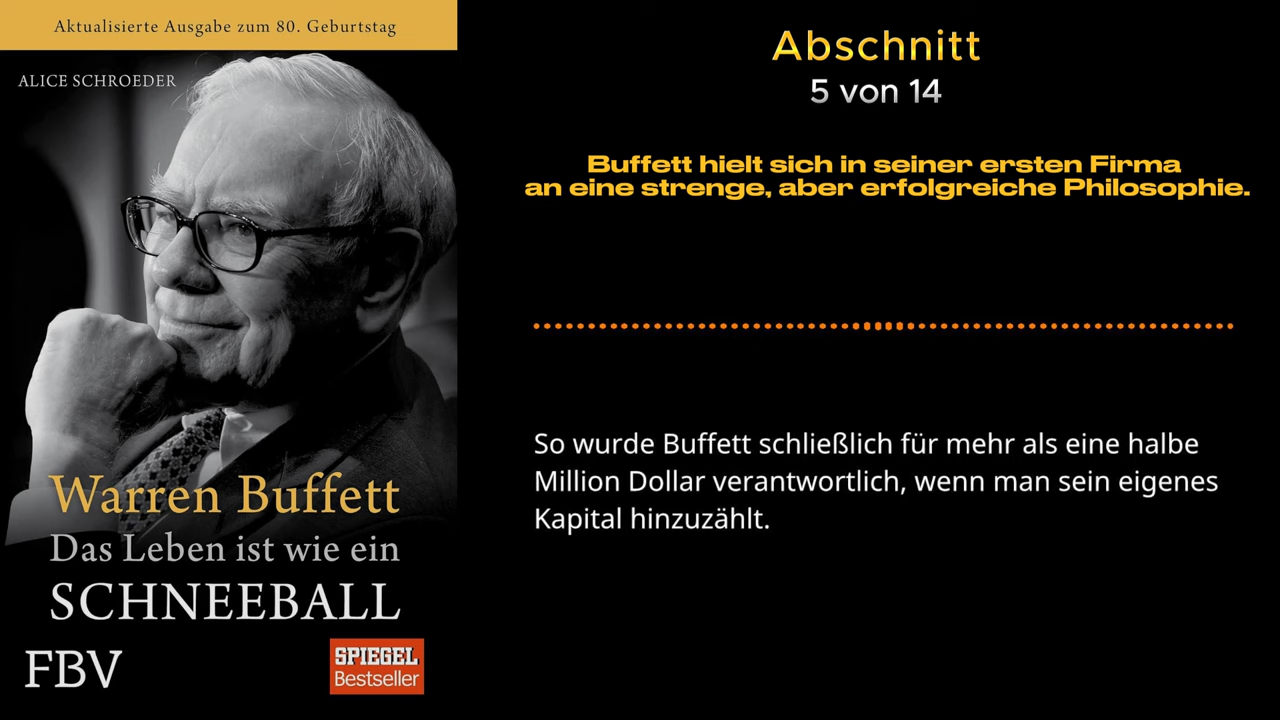 Aktualisierte Ausgabe zum 80. Geburtstag
ALICE SCHROEDER
Warren Buffett
Das Leben ist wie ein
SCHNEEBALL
FBV
SPIEGEL
Bestseller
Abschnitt
5 von 14
Buffett hielt sich in seiner ersten Firma
an eine strenge, aber erfolgreiche Philosophie.
So wurde Buffett schließlich für mehr als eine halbe
Million Dollar verantwortlich, wenn man sein eigenes
Kapital hinzuzählt.